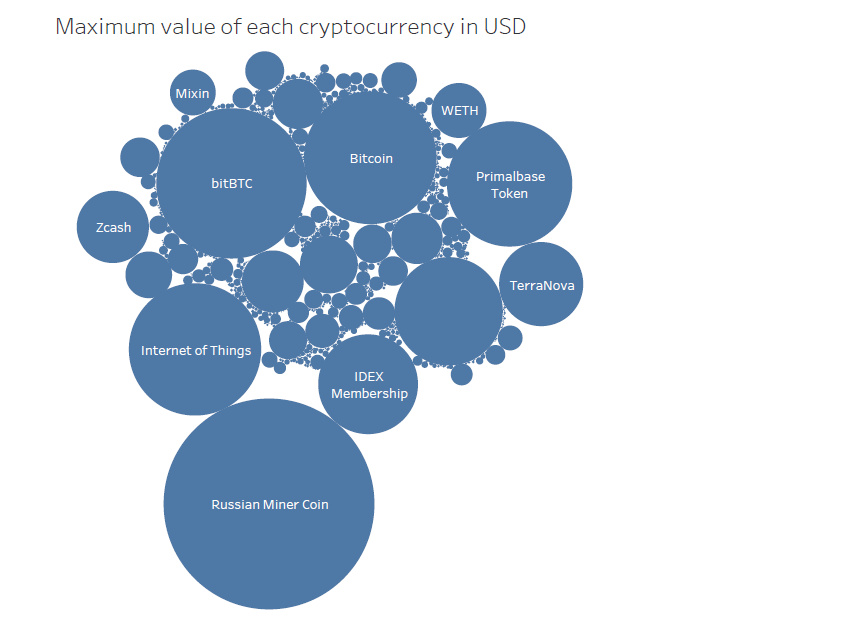 Maximum value of each cryptocurrency in USD
Mixin
WETH
Bitcoin
Primalbase
Token
bitBTC
Zcash
TerraNova
Internet of Things
IDEX
Membership
Russian Miner Coin